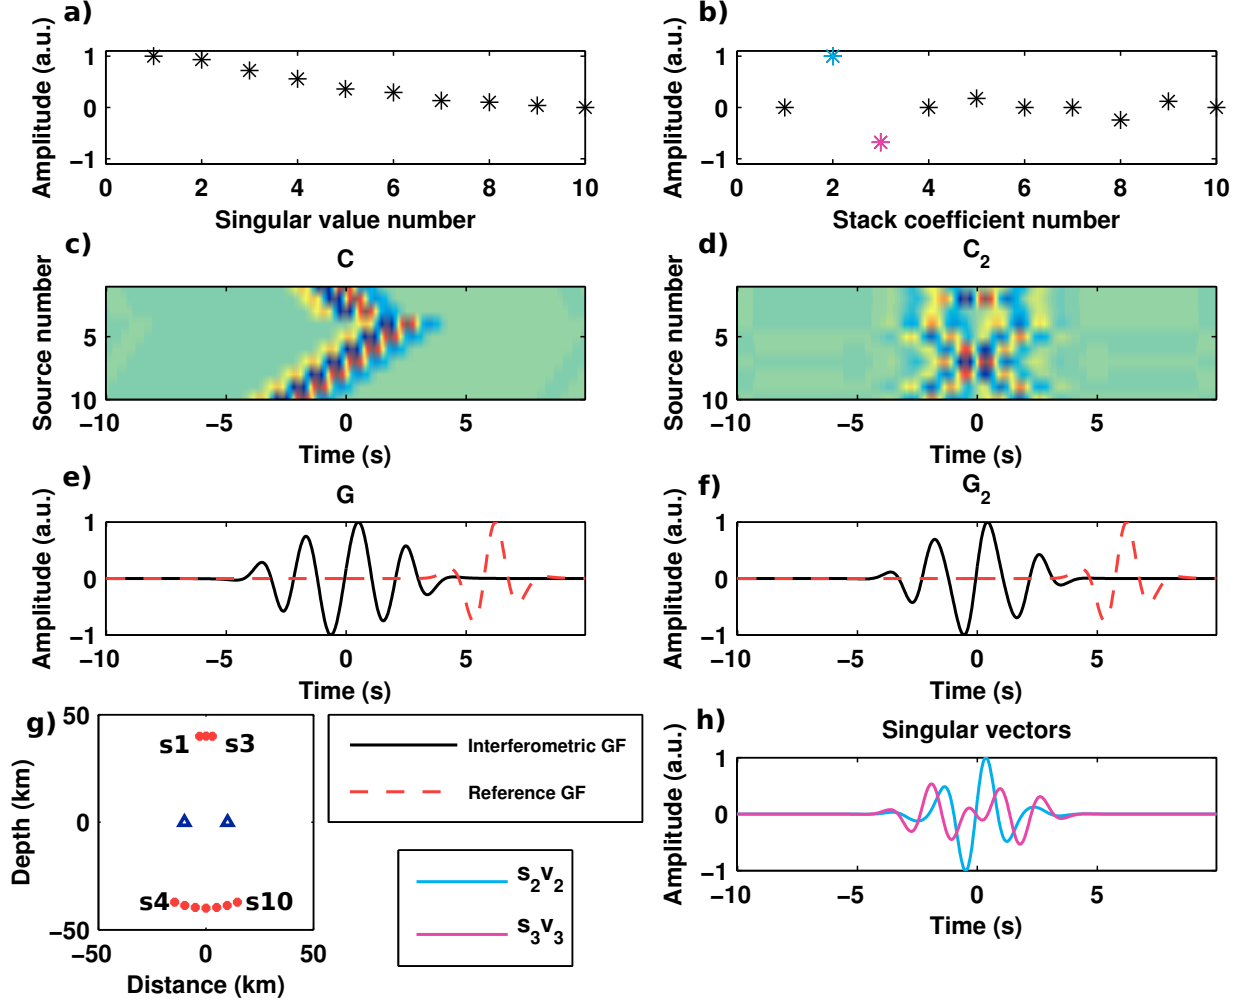 a)
Amplitude (a.u.)
1
0
−1
0 2 4 6 8 10
Singular value number
b)
Amplitude (a.u.)
1
0
−1
0 2 4 6 8 10
Stack coefficient number
c)
C
Source number
5
10
−10 −5 0 5
Time (s)
d)
C2
Source number
5
10
−10 −5 0 5
Time (s)
e)
G
Amplitude (a.u.)
1
0
−1
−10 −5 0 5
Time (s)
f)
G2
Amplitude (a.u.)
1
0
−1
−10 −5 0 5
Time (s)
g)
Depth (km)
50
0
−50
s1 s3
s4 s10
−50 0 50
Distance (km)
Interferometric GF
Reference GF
s2v2
s3v3
h)
Singular vectors
Amplitude (a.u.)
1
0
−1
−10 −5 0 5
Time (s)